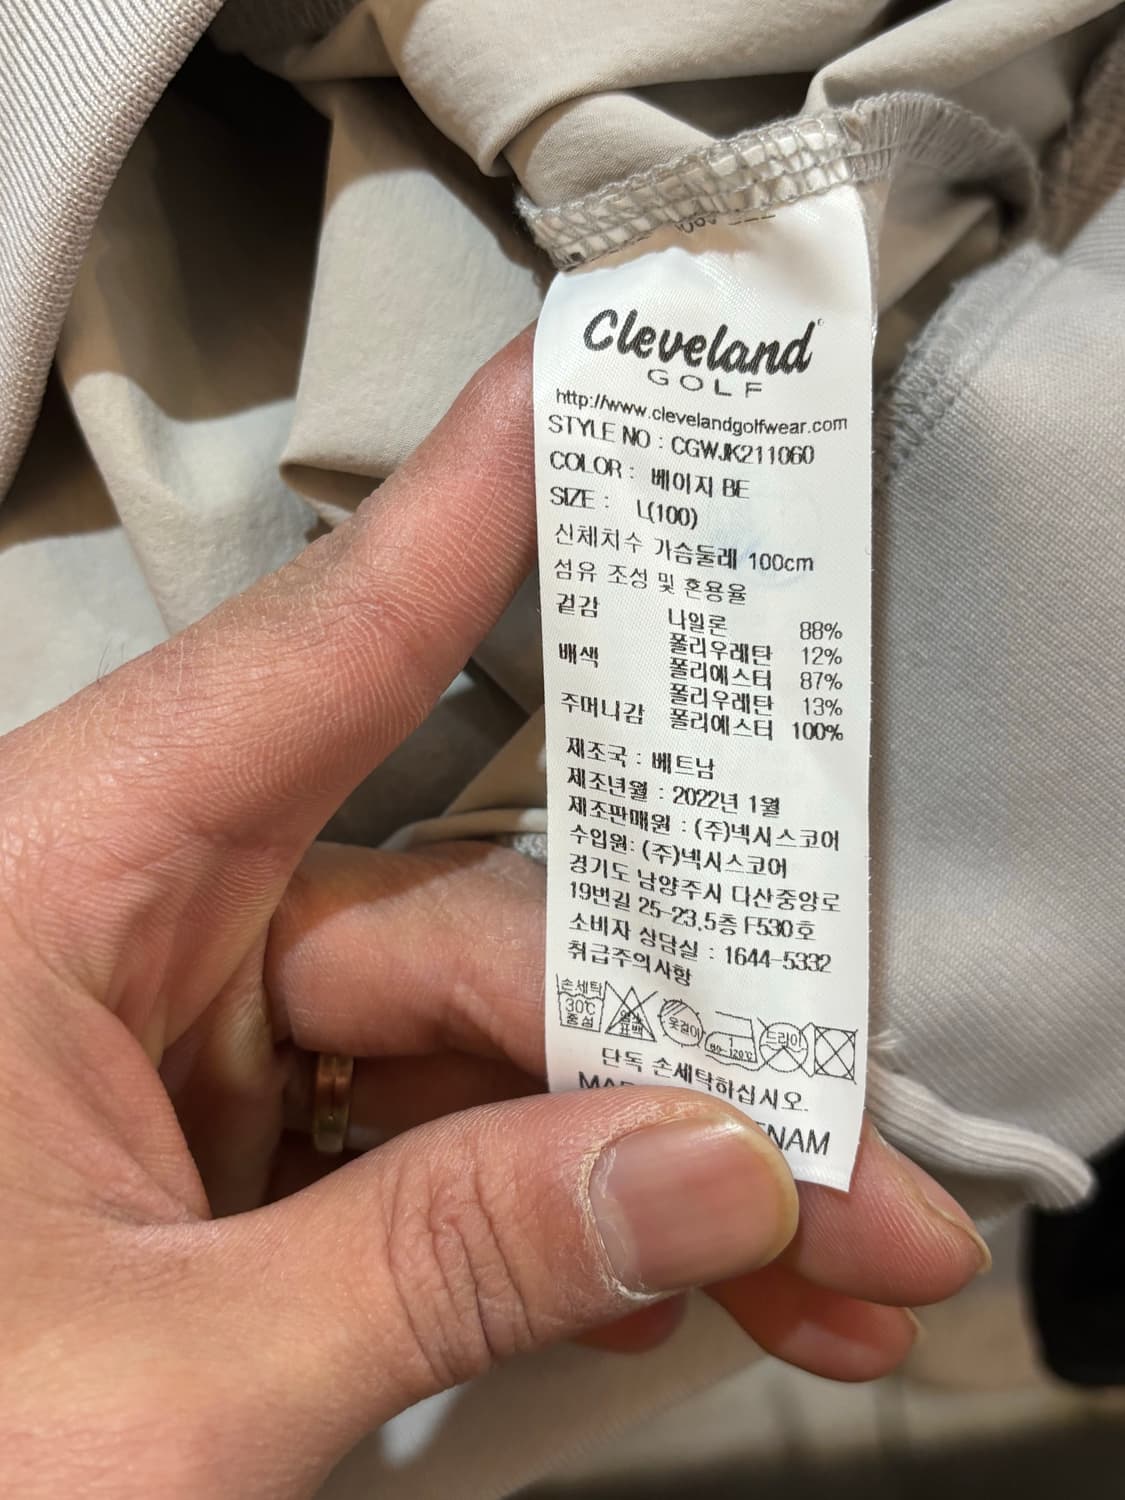 Cleveland
GOLF
http://www.clevelandgolfwear.com
STYLE NO : CGWJK211060
COLOR : 베이지 BE
SIZE : L(100)
신체치수 가슴둘레 100cm
섬유 조성 및 혼용율
겉감 나일론 88%
폴리우레탄 12%
배색 폴리에스터 87%
폴리우레탄 13%
주머니감 폴리에스터 100%
제조국 : 베트남
제조년월 : 2022년 1월
제조판매원 : (주)넥시스코어
수입원: (주)넥시스코어
경기도 남양주시 다산중앙로
19번길 25-23,5층 F530호
소비자 상담실 : 1644-5332
취급주의사항
손세탁
30℃
중성
염소
표백
옷걸이
1
80~120℃
드라이
단독 손세탁하십시오.